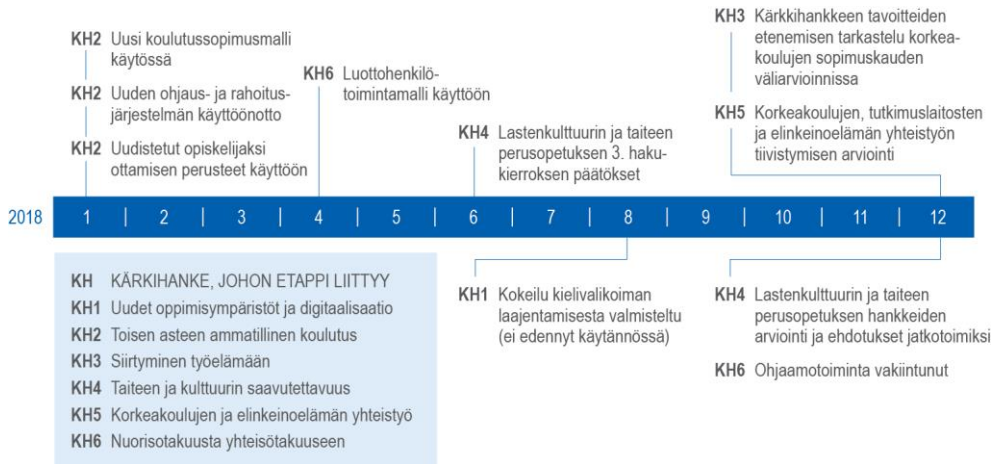 KH2 Uusi koulutussopimusmalli
käytössä
KH2 Uuden ohjaus- ja rahoitus-
järjestelmän käyttöönotto
KH2 Uudistetut opiskelijaksi
ottamisen perusteet käyttöön
KH6 Luottohenkilö-
toimintamalli käyttöön
KH4 Lastenkulttuurin ja taiteen
perusopetuksen 3. haku-
kierroksen päätökset
KH3 Kärkkihankkeen tavoitteiden
etenemisen tarkastelu korkea-
koulujen sopimuskauden
väliarvioinnissa
KH5 Korkeakoulujen, tutkimuslaitosten
ja elinkeinoelämän yhteistyön
tiivistymisen arviointi
2018 1 | 2 | 3 | 4 | 5 | 6 | 7 | 8 | 9 | 10 | 11 | 12
KH KÄRKIHANKE, JOHON ETAPPI LIITTYY
KH1 Uudet oppimisympäristöt ja digitaalisaatio
KH2 Toisen asteen ammatillinen koulutus
KH3 Siirtyminen työelämään
KH4 Taiteen ja kulttuurin saavutettavuus
KH5 Korkeakoulujen ja elinkeinoelämän yhteistyö
KH6 Nuorisotakuusta yhteisötakuuseen
KH1 Kokeilu kielivalikoiman
laajentamisesta valmisteltu
(ei edennyt käytännössä)
KH4 Lastenkulttuurin ja taiteen
perusopetuksen hankkeiden
arviointi ja ehdotukset jatkotoimiksi
KH6 Ohjaamotoiminta vakiintunut